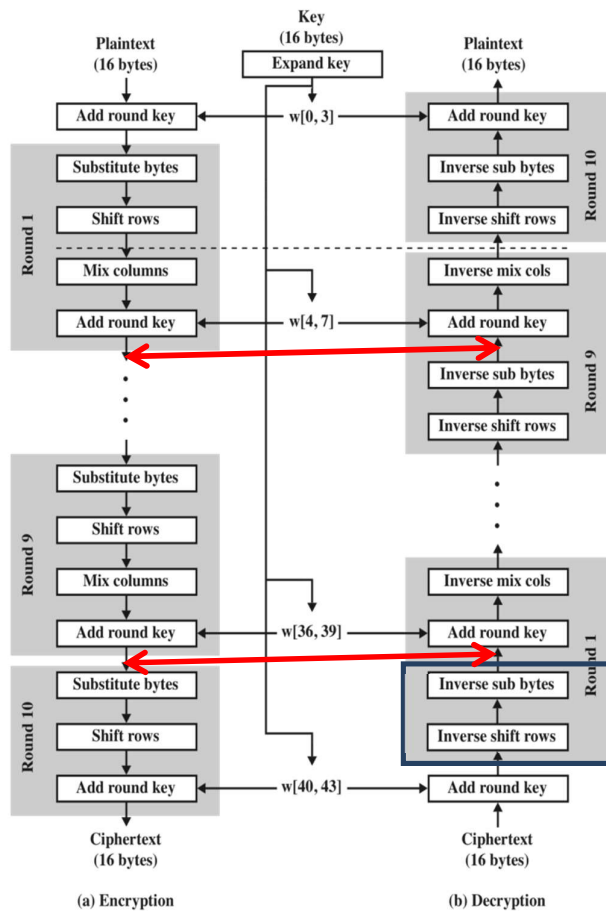 Key
(16 bytes)
Expand key
Plaintext
(16 bytes)
Add round key
Substitute bytes
Shift rows
Mix columns
Add round key
Round 1
Substitute bytes
Shift rows
Mix columns
Add round key
Round 9
Substitute bytes
Shift rows
Add round key
Round 10
Ciphertext
(16 bytes)
(a) Encryption
w[0, 3]
w[4, 7]
w[36, 39]
w[40, 43]
Plaintext
(16 bytes)
Add round key
Inverse sub bytes
Inverse shift rows
Round 10
Inverse mix cols
Add round key
Inverse sub bytes
Inverse shift rows
Round 9
Inverse mix cols
Add round key
Inverse sub bytes
Inverse shift rows
Round 1
Add round key
Ciphertext
(16 bytes)
(b) Decryption